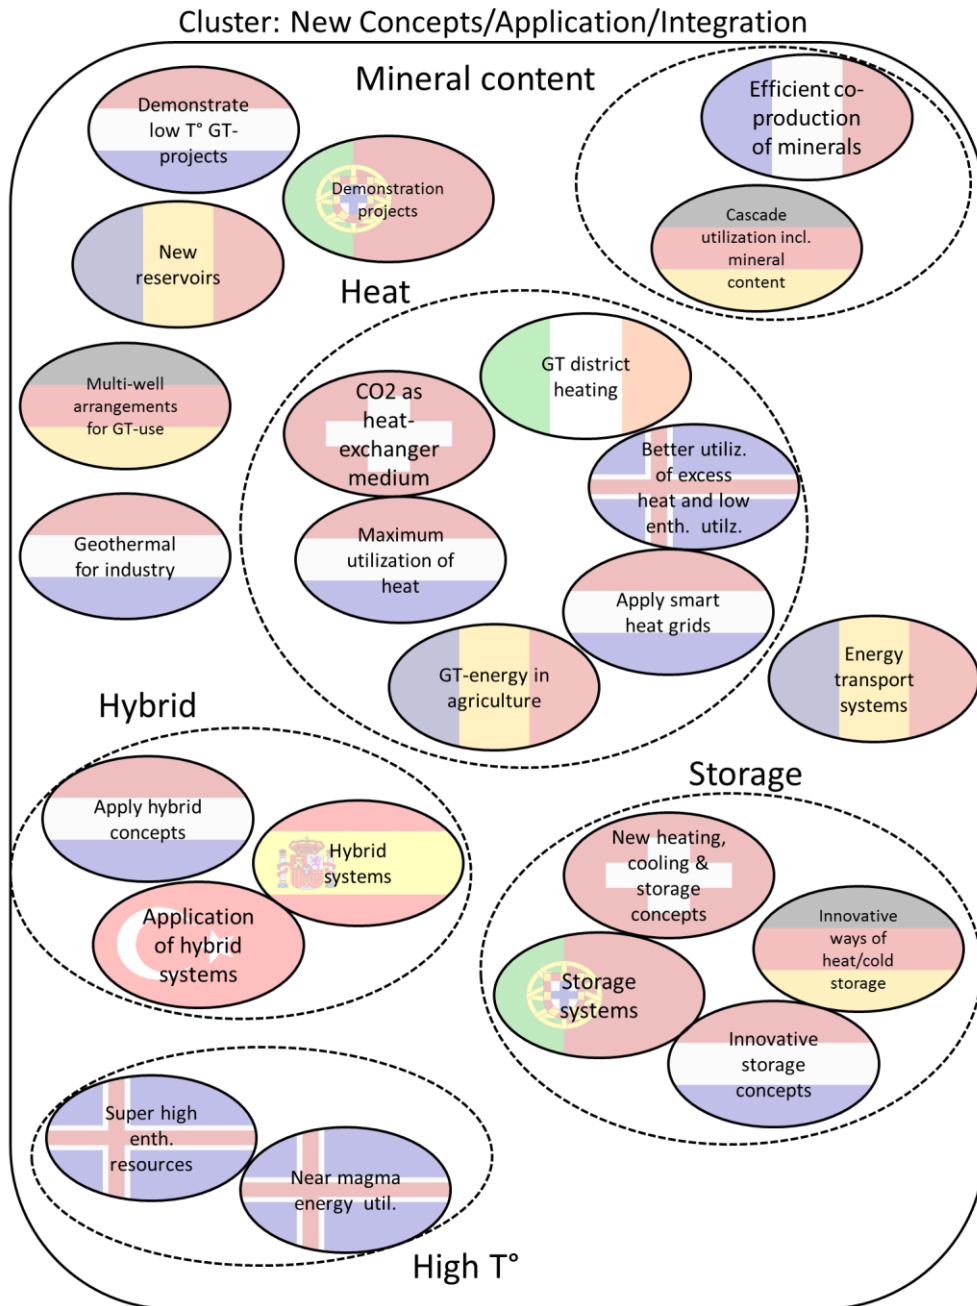 Cluster: New Concepts/Application/Integration
Mineral content
Demonstrate
low T° GT-
projects
Demonstration
projects
Efficient co-
production
of minerals
New
reservoirs
Cascade
utilization incl.
mineral
content
Heat
Multi-well
arrangements
for GT-use
GT district
heating
CO2 as
heat-
exchanger
medium
Better utiliz.
of excess
heat and low
enth. utilz.
Geothermal
for industry
Maximum
utilization of
heat
Apply smart
heat grids
GT-energy in
agriculture
Energy
transport
systems
Hybrid
Apply hybrid
concepts
Hybrid
systems
Application
of hybrid
systems
Storage
New heating,
cooling &
storage
concepts
Innovative
ways of
heat/cold
storage
Storage
systems
Innovative
storage
concepts
Super high
enth.
resources
Near magma
energy util.
High T°